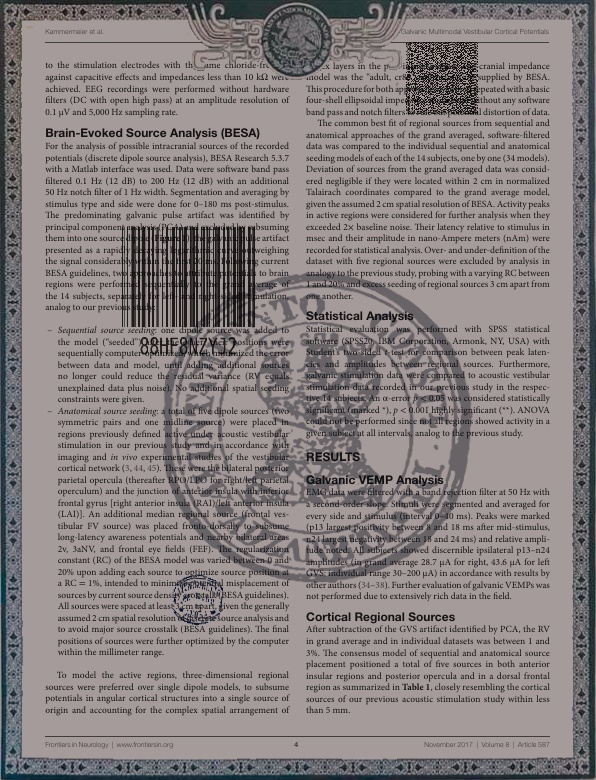 Kammermeier et al.
Galvanic Multimodal Vestibular Cortical Potentials
to the stimulation electrodes with the same chloride-free
against capacitive effects and impedances less than 10 kΩ were
achieved. EEG recordings were performed without hardware
filters (DC with open high pass) at an amplitude resolution of
0.1 µV and 5,000 Hz sampling rate.
Brain-Evoked Source Analysis (BESA)
For the analysis of possible intracranial sources of the recorded
potentials (discrete dipole source analysis), BESA Research 5.3.7
with a Matlab interface was used. Data were software band pass
filtered 0.1 Hz (12 dB) to 200 Hz (12 dB) with an additional
50 Hz notch filter of 1 Hz width. Segmentation and averaging by
stimulus type and side were done for 0–180 ms post-stimulus.
The predominating galvanic pulse artifact was identified by
principal component analysis (PCA) and excluded by subsuming
them into one source. The galvanic pulse artifact
presented as a rapidly decaying outweighing
the signal considerably within the first 20 ms. Following current
BESA guidelines, two approaches to attribute potentials to brain
regions were performed sequentially to the grand average of
the 14 subjects, separately for left- and right-side stimulation,
analog to our previous study:
– Sequential source seeding: one dipole source was added to
the model ("seeded") positions were
sequentially computer-optimized, which minimized the error
between data and model, until adding additional sources
no longer could reduce the residual variance (RV equals
unexplained data plus noise). No additional spatial seeding
constraints were given.
– Anatomical source seeding: a total of five dipole sources (two
symmetric pairs and one midline source) were placed in
regions previously defined active under acoustic vestibular
stimulation in our previous study and in accordance with
imaging and in vivo experimental studies of the vestibular
cortical network (3, 44, 45). These were the bilateral posterior
parietal opercula (thereafter RPO/LPO for right/left parietal
operculum) and the junction of anterior insula with inferior
frontal gyrus [right anterior insula (RAI)/left anterior insula
(LAI)]. An additional median regional source (frontal ves-
tibular FV source) was placed fronto-dorsally to subsume
long-latency awareness potentials and nearby bilateral areas
2v, 3aNV, and frontal eye fields (FEF). The regularization
constant (RC) of the BESA model was varied between 0 and
20% upon adding each source to optimize source position at
a RC = 1%, intended to minimize potential misplacement of
sources by current source density drift (BESA guidelines).
All sources were spaced at least 3 cm apart, given the generally
assumed 2 cm spatial resolution of discrete source analysis and
to avoid major source crosstalk (BESA guidelines). The final
positions of sources were further optimized by the computer
within the millimeter range.
To model the active regions, three-dimensional regional
sources were preferred over single dipole models, to subsume
potentials in angular cortical structures into a single source of
origin and accounting for the complex spatial arrangement of
88HF9N7Y12
cortex layers in the cranial impedance
model was the "adult, supplied by BESA.
This procedure for both repeated with a basic
four-shell ellipsoidal without any software
band pass and notch filters distortion of data.
The common best fit of regional sources from sequential and
anatomical approaches of the grand averaged, software-filtered
data was compared to the individual sequential and anatomical
seeding models of each of the 14 subjects, one by one (34 models).
Deviation of sources from the grand averaged data was consid-
ered negligible if they were located within 2 cm in normalized
Talairach coordinates compared to the grand average model,
given the assumed 2 cm spatial resolution of BESA. Activity peaks
in active regions were considered for further analysis when they
exceeded 2× baseline noise. Their latency relative to stimulus in
msec and their amplitude in nano-Ampere meters (nAm) were
recorded for statistical analysis. Over- and under-definition of the
dataset with five regional sources were excluded by analysis in
analogy to the previous study, probing with a varying RC between
1 and 20% and excess seeding of regional sources 3 cm apart from
one another.
Statistical Analysis
Statistical evaluation was performed with SPSS statistical
software (SPSS20, IBM Corporation, Armonk, NY, USA) with
Student's two-sided t-test for comparison between peak laten-
cies and amplitudes between regional sources. Furthermore,
galvanic stimulation data were compared to acoustic vestibular
stimulation data recorded in our previous study in the respec-
tive 14 subjects. An α-error p < 0.05 was considered statistically
significant (marked *), p < 0.001 highly significant (**). ANOVA
could not be performed since not all regions showed activity in a
given subject at all intervals, analog to the previous study.
RESULTS
Galvanic VEMP Analysis
EMG data were filtered with a band rejection filter at 50 Hz with
a second-order slope. Stimuli were segmented and averaged for
every side and stimulus (interval 0–40 ms). Peaks were marked
(p13 largest positivity between 8 and 18 ms after mid-stimulus,
n24 largest negativity between 18 and 24 ms) and relative ampli-
tude noted. All subjects showed discernible ipsilateral p13–n24
amplitudes (in grand average 28.7 µA for right, 43.6 µA for left
GVS; individual range 30–200 µA) in accordance with results by
other authors (34–38). Further evaluation of galvanic VEMPs was
not performed due to extensively rich data in the field.
Cortical Regional Sources
After subtraction of the GVS artifact identified by PCA, the RV
in grand average and in individual datasets was between 1 and
3%. The consensus model of sequential and anatomical source
placement positioned a total of five sources in both anterior
insular regions and posterior opercula and in a dorsal frontal
region as summarized in Table 1, closely resembling the cortical
sources of our previous acoustic stimulation study within less
than 5 mm.
Frontiers in Neurology | www.frontiersin.org
4
November 2017 | Volume 8 | Article 587